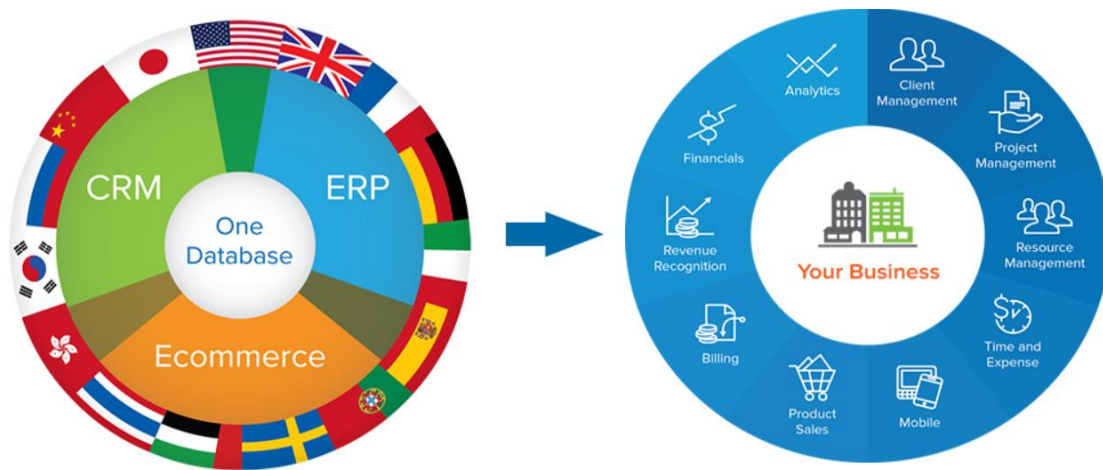 CRM
ERP
One
Database
Ecommerce
Analytics
Client
Management
Financials
Project
Management
Revenue
Recognition
Your Business
Resource
Management
Billing
Time and
Expense
Product
Sales
Mobile